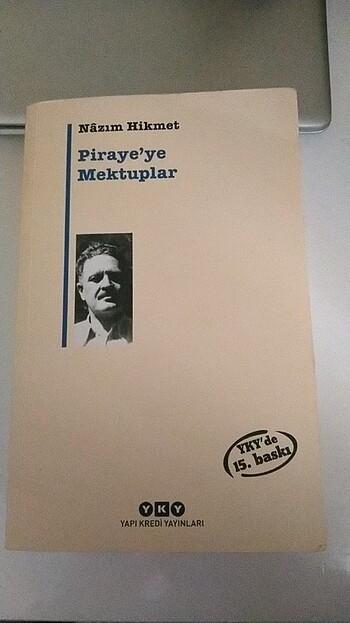 Nâzım Hikmet
Piraye'ye
Mektuplar
YKY'de
15. baskı
YKY
YAPI KREDİ YAYINLARI